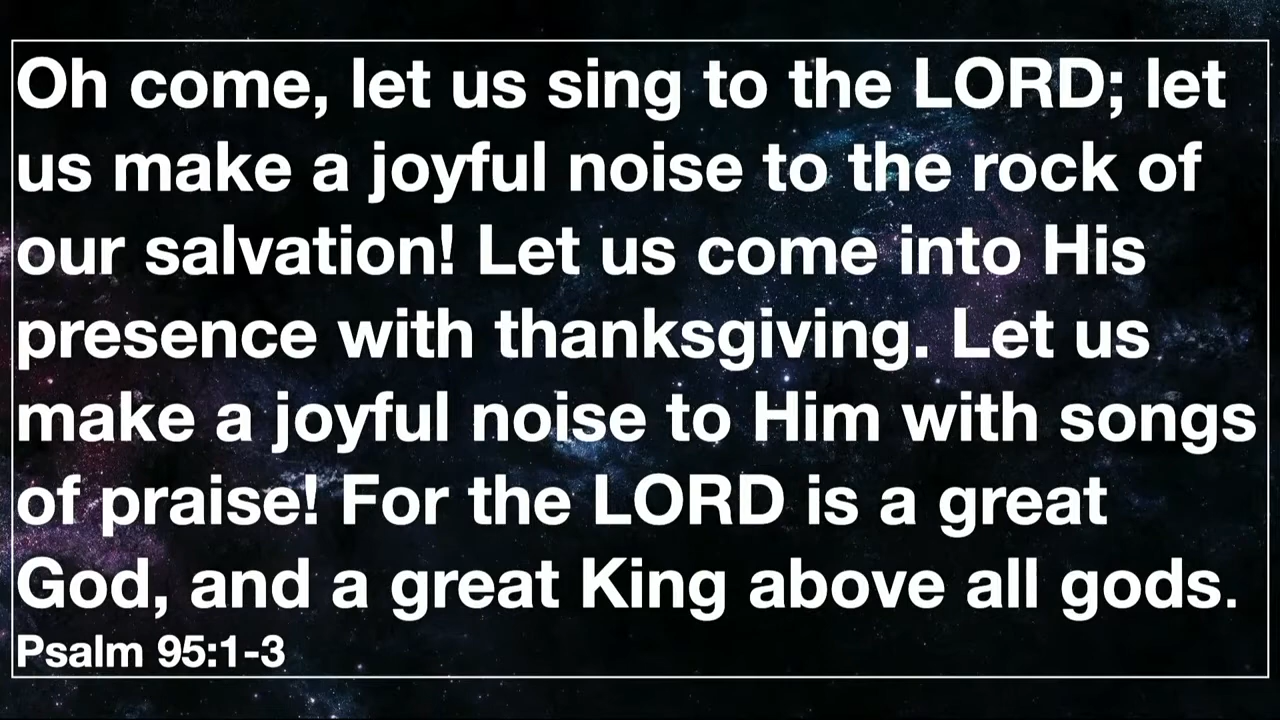 Oh come, let us sing to the LORD; let
us make a joyful noise to the rock of
our salvation! Let us come into His
presence with thanksgiving. Let us
make a joyful noise to Him with songs
of praise! For the LORD is a great
God, and a great King above all gods.
Psalm 95:1-3